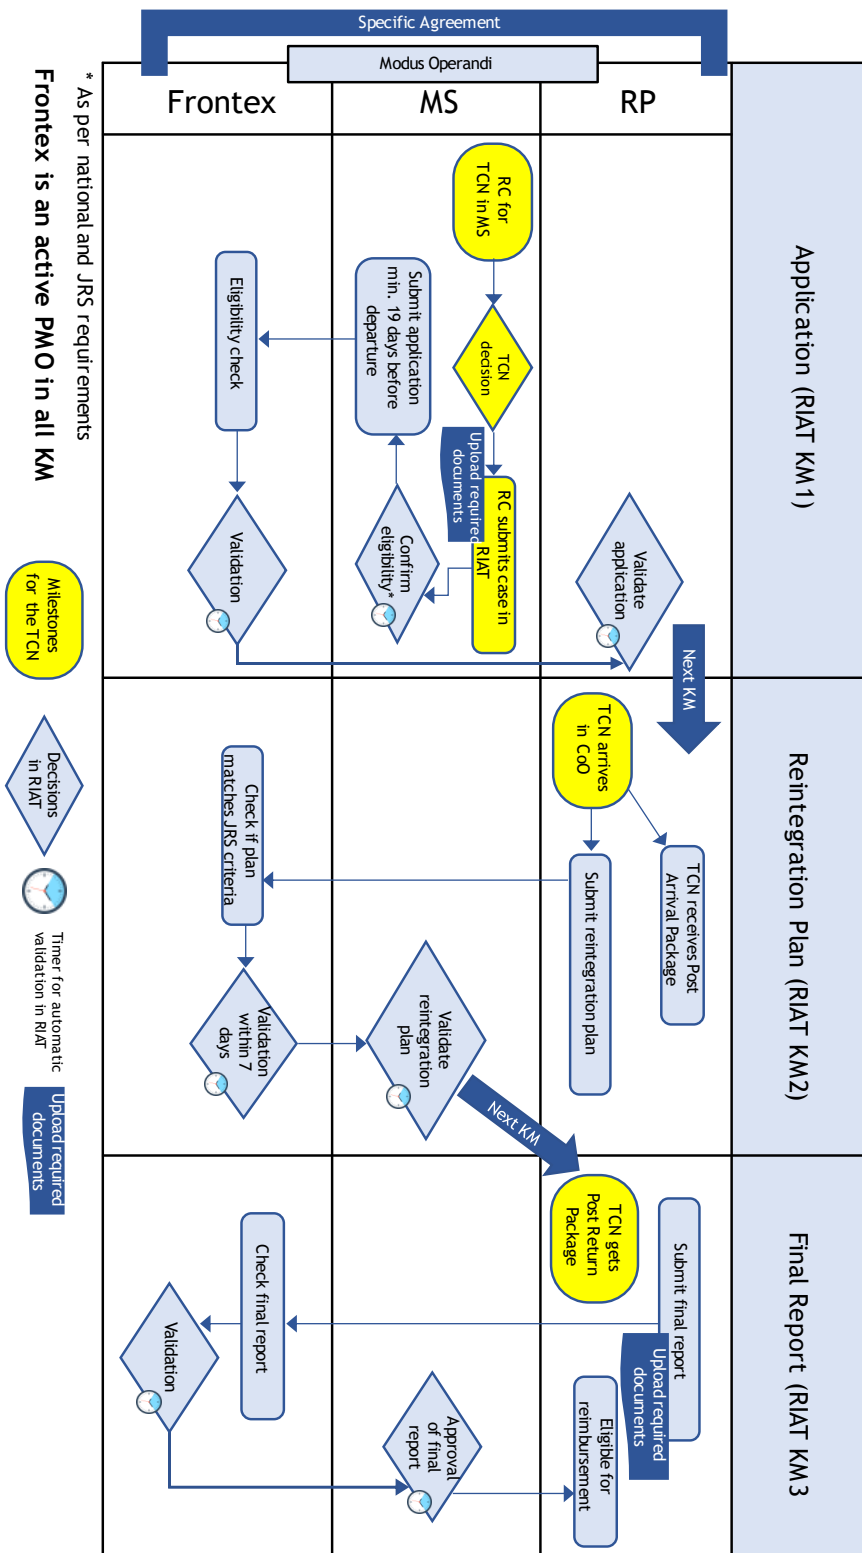 Specific Agreement
Modus Operandi
Application (RIAT KM1)
Reintegration Plan (RIAT KM2)
Final Report (RIAT KM3
RP
Validate
application
Next KM
TCN arrives
in CoO
TCN receives Post
Arrival Package
Submit reintegration plan
TCN gets
Post Return
Package
Submit final report
Upload required
documents
Eligible for
reimbursement
MS
RC for
TCN in MS
TCN
decision
RC submits case in
RIAT
Upload required
documents
Confirm
eligibility*
Submit application
min. 19 days before
departure
Validate
reintegration
plan
Next KM
Approval
of final
report
Frontex
Eligibility check
Validation
Check if plan
matches JRS criteria
Validation
within 7
days
Check final report
Validation
* As per national and JRS requirements
Frontex is an active PMO in all KM
Milestones
for the TCN
Decisions
in RIAT
Timer for automatic
validation in RIAT
Upload required
documents